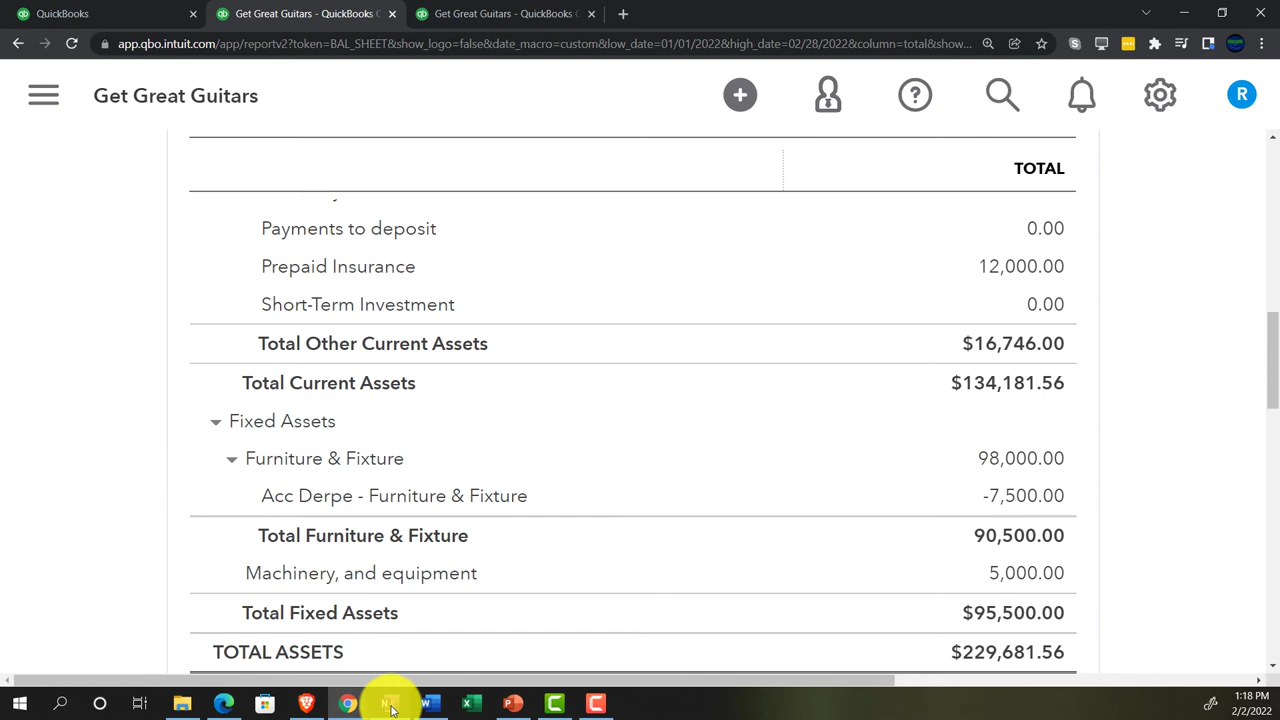 QuickBooks
Get Great Guitars - QuickBooks
Get Great Guitars - QuickBooks
app.qbo.intuit.com/app/reportv2?token=BAL_SHEET&show_logo=false&date_macro=custom&low_date=01/01/2022&high_date=02/28/2022&column=total&show...
Get Great Guitars
R
TOTAL
Payments to deposit 0.00
Prepaid Insurance 12,000.00
Short-Term Investment 0.00
Total Other Current Assets $16,746.00
Total Current Assets $134,181.56
Fixed Assets
Furniture & Fixture 98,000.00
Acc Derpe - Furniture & Fixture -7,500.00
Total Furniture & Fixture 90,500.00
Machinery, and equipment 5,000.00
Total Fixed Assets $95,500.00
TOTAL ASSETS $229,681.56
1:18 PM
2/2/2022